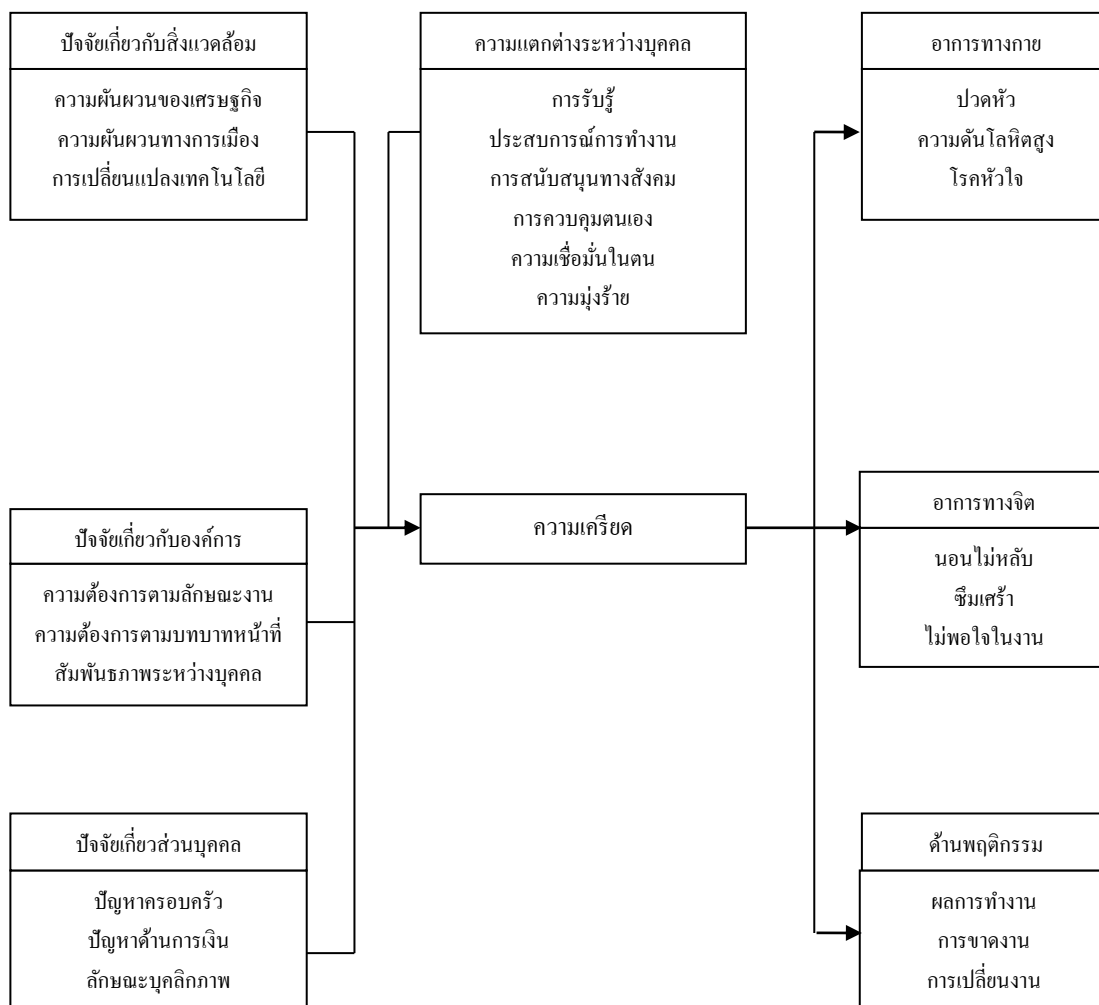 ปัจจัยเกี่ยวกับสิ่งแวดล้อม
ความผันผวนของเศรษฐกิจ
ความผันผวนทางการเมือง
การเปลี่ยนแปลงเทคโนโลยี
ความแตกต่างระหว่างบุคคล
การรับรู้
ประสบการณ์การทำงาน
การสนับสนุนทางสังคม
การควบคุมตนเอง
ความเชื่อมั่นในตน
ความมุ่งร้าย
อาการทางกาย
ปวดหัว
ความดันโลหิตสูง
โรคหัวใจ
ปัจจัยเกี่ยวกับองค์การ
ความต้องการตามลักษณะงาน
ความต้องการตามบทบาทหน้าที่
สัมพันธภาพระหว่างบุคคล
ความเครียด
อาการทางจิต
นอนไม่หลับ
ซึมเศร้า
ไม่พอใจในงาน
ปัจจัยเกี่ยวส่วนบุคคล
ปัญหาครอบครัว
ปัญหาด้านการเงิน
ลักษณะบุคลิกภาพ
ด้านพฤติกรรม
ผลการทำงาน
การขาดงาน
การเปลี่ยนงาน